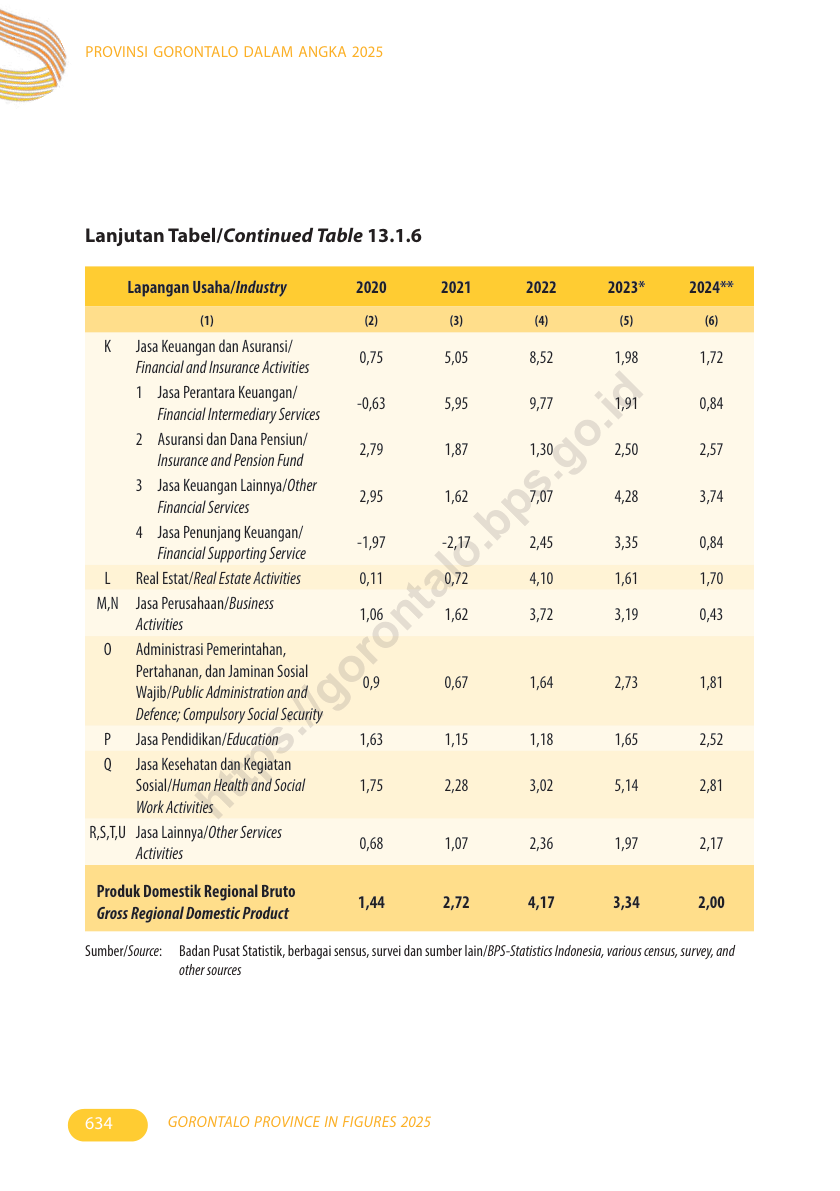 PROVINSI GORONTALO DALAM ANGKA 2025
Lanjutan Tabel/Continued Table 13.1.6
Lapangan Usaha/Industry 2020 2021 2022 2023* 2024**
(1) (2) (3) (4) (5) (6)
K Jasa Keuangan dan Asuransi/
Financial and Insurance Activities 0,75 5,05 8,52 1,98 1,72
1 Jasa Perantara Keuangan/
Financial Intermediary Services -0,63 5,95 9,77 1,91 0,84
2 Asuransi dan Dana Pensiun/
Insurance and Pension Fund 2,79 1,87 1,30 2,50 2,57
3 Jasa Keuangan Lainnya/Other
Financial Services 2,95 1,62 7,07 4,28 3,74
4 Jasa Penunjang Keuangan/
Financial Supporting Service -1,97 -2,17 2,45 3,35 0,84
L Real Estat/Real Estate Activities 0,11 0,72 4,10 1,61 1,70
M,N Jasa Perusahaan/Business
Activities 1,06 1,62 3,72 3,19 0,43
O Administrasi Pemerintahan,
Pertahanan, dan Jaminan Sosial
Wajib/Public Administration and
Defence; Compulsory Social Security 0,9 0,67 1,64 2,73 1,81
P Jasa Pendidikan/Education 1,63 1,15 1,18 1,65 2,52
Q Jasa Kesehatan dan Kegiatan
Sosial/Human Health and Social 1,75 2,28 3,02 5,14 2,81
Work Activities
R,S,T,U Jasa Lainnya/Other Services
Activities 0,68 1,07 2,36 1,97 2,17
Produk Domestik Regional Bruto
Gross Regional Domestic Product 1,44 2,72 4,17 3,34 2,00
Sumber/Source: Badan Pusat Statistik, berbagai sensus, survei dan sumber lain/BPS-Statistics Indonesia, various census, survey, and
other sources
634 GORONTALO PROVINCE IN FIGURES 2025
https://gorontalo.bps.go.id